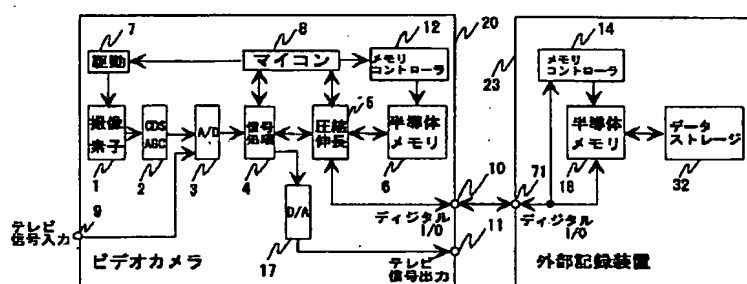 7
8
12
20
14
23
駆動
マイコン
メモリ
コントローラ
メモリ
コントローラ
撮像
素子
CDS
AGC
A/D
信号
処理
圧縮
伸長
5
半導体
メモリ
半導体
メモリ
データ
ストレージ
1
2
3
4
6
10
71
18
32
9
テレビ
信号入力
D/A
17
ディジタル
I/O
11
ディジタル
I/O
ビデオカメラ
テレビ
信号出力
外部記録装置